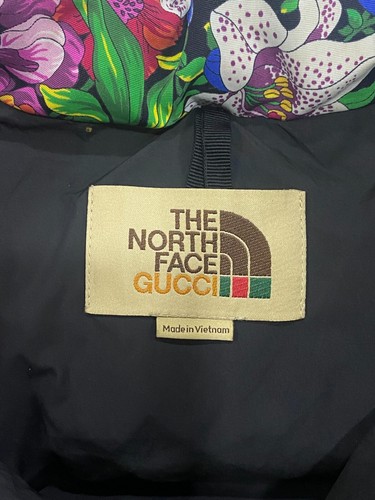 THE
NORTH
FACE
GUCCI
Made in Vietnam